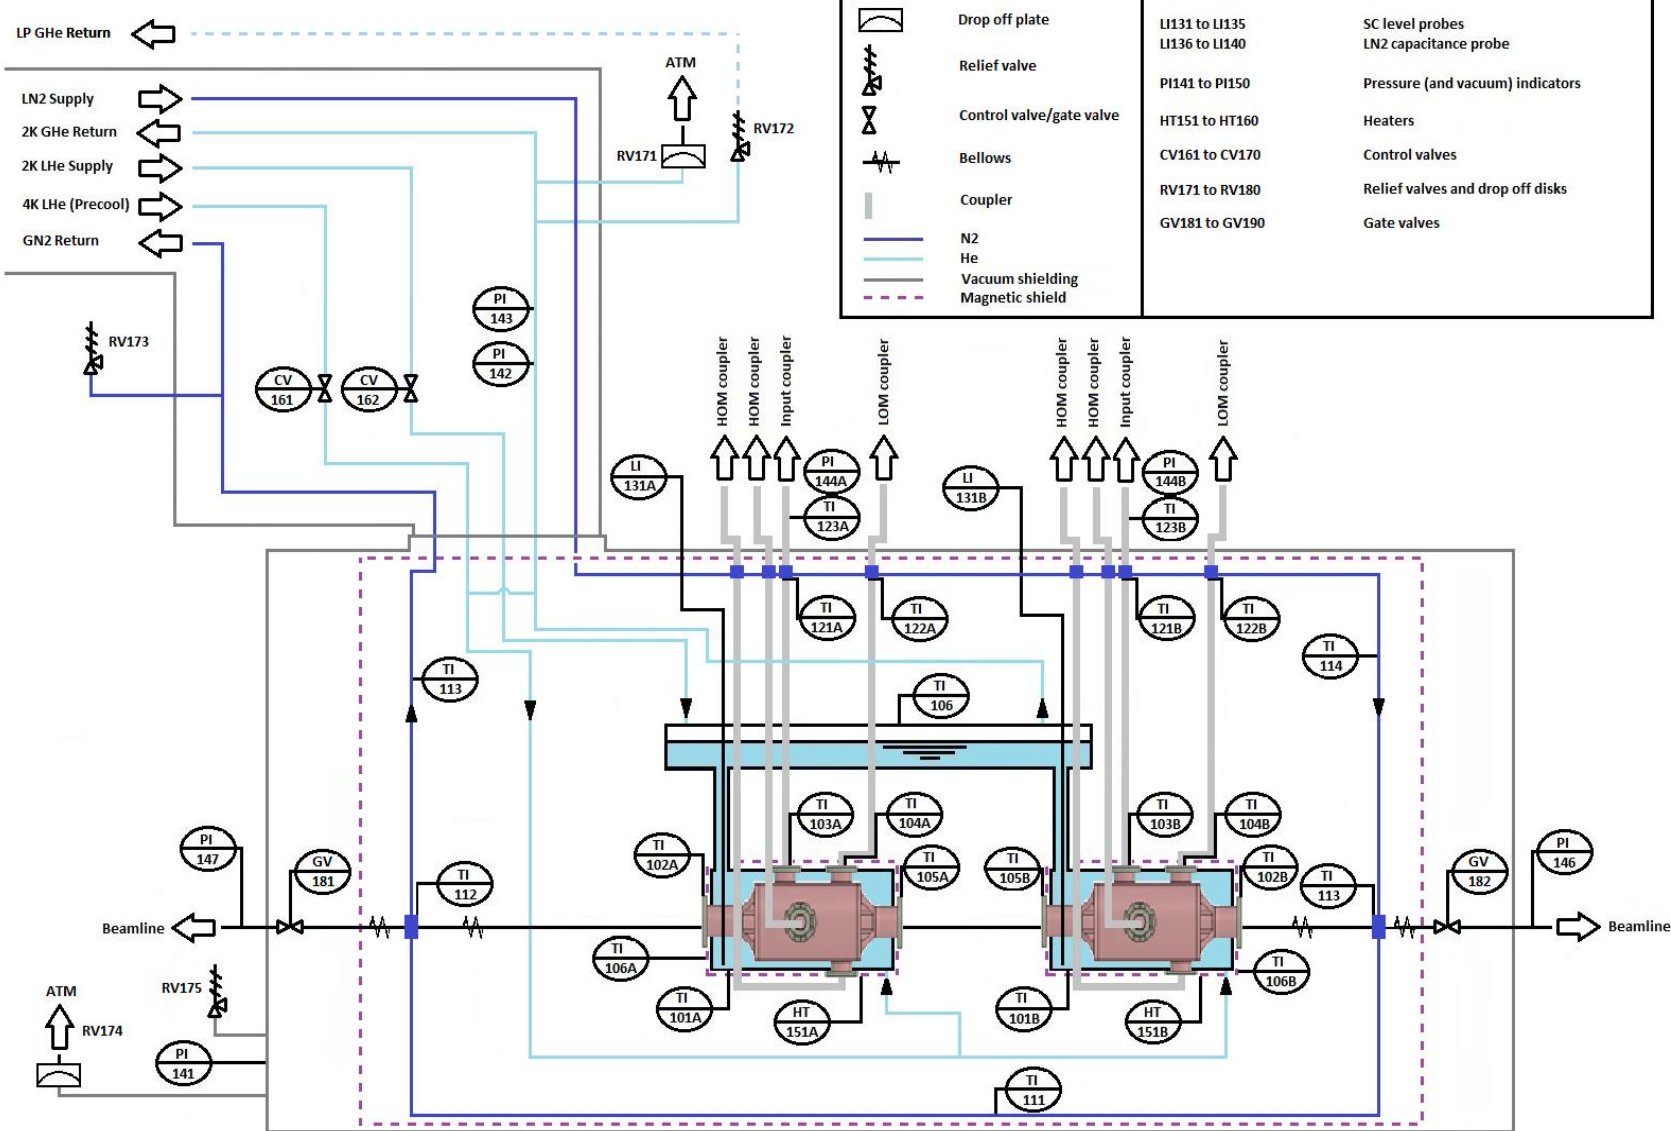 LP GHe Return
LN2 Supply
2K GHe Return
2K LHe Supply
4K LHe (Precool)
GN2 Return
ATM
RV171
RV172
RV173
Drop off plate
Relief valve
Control valve/gate valve
Bellows
Coupler
N2
He
Vacuum shielding
Magnetic shield
LI131 to LI135 SC level probes
LI136 to LI140 LN2 capacitance probe
PI141 to PI150 Pressure (and vacuum) indicators
HT151 to HT160 Heaters
CV161 to CV170 Control valves
RV171 to RV180 Relief valves and drop off disks
GV181 to GV190 Gate valves
PI
143
PI
142
CV
161
CV
162
HOM coupler
HOM coupler
Input coupler
LOM coupler
HOM coupler
HOM coupler
Input coupler
LOM coupler
LI
131A
PI
144A
TI
123A
LI
131B
PI
144B
TI
123B
TI
121A
TI
122A
TI
121B
TI
122B
TI
113
TI
114
TI
106
TI
103A
TI
104A
TI
103B
TI
104B
PI
147
GV
181
TI
112
TI
102A
TI
105A
TI
105B
TI
102B
TI
113
GV
182
PI
146
Beamline
Beamline
TI
106A
TI
106B
TI
101A
HT
151A
TI
101B
HT
151B
RV175
ATM
RV174
PI
141
TI
111